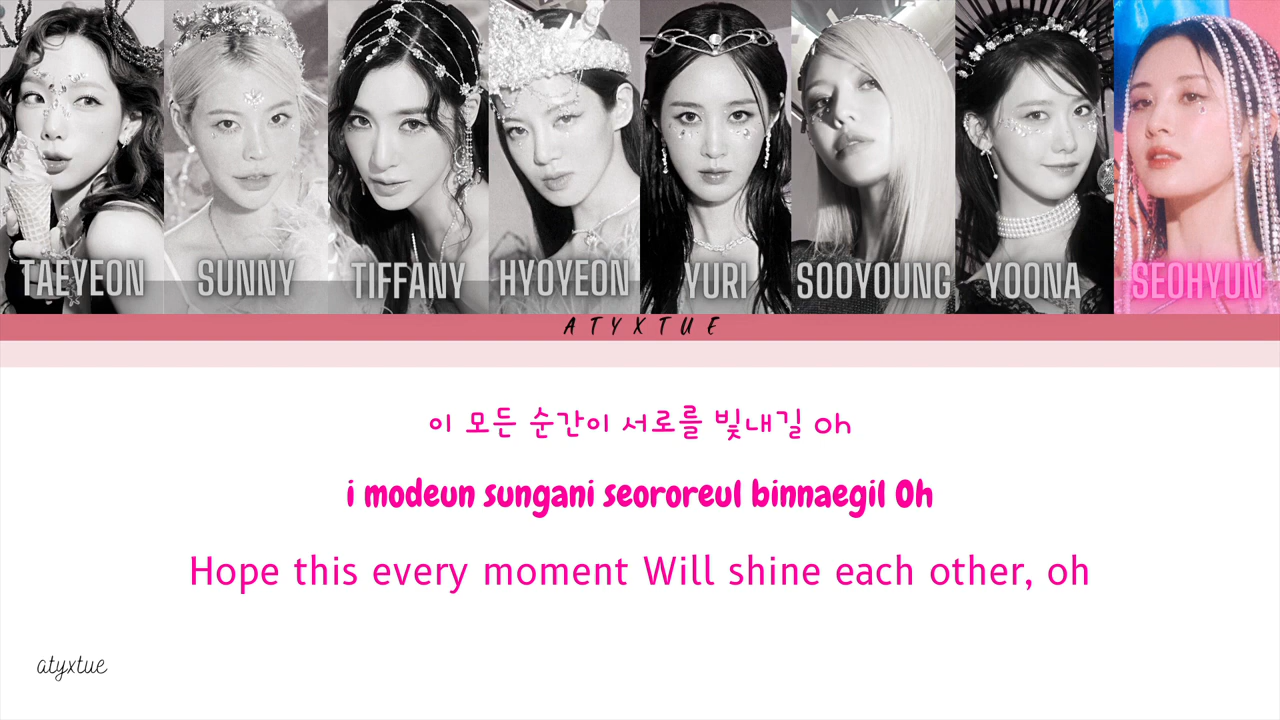 TAEYEON SUNNY TIFFANY HYOYEON YURI SOOYOUNG YOONA SEOHYUN
ATYXTUE
이 모든 순간이 서로를 빛내길 Oh
i modeun sungani seororeul binnaegil Oh
Hope this every moment Will shine each other, oh
atyxtue